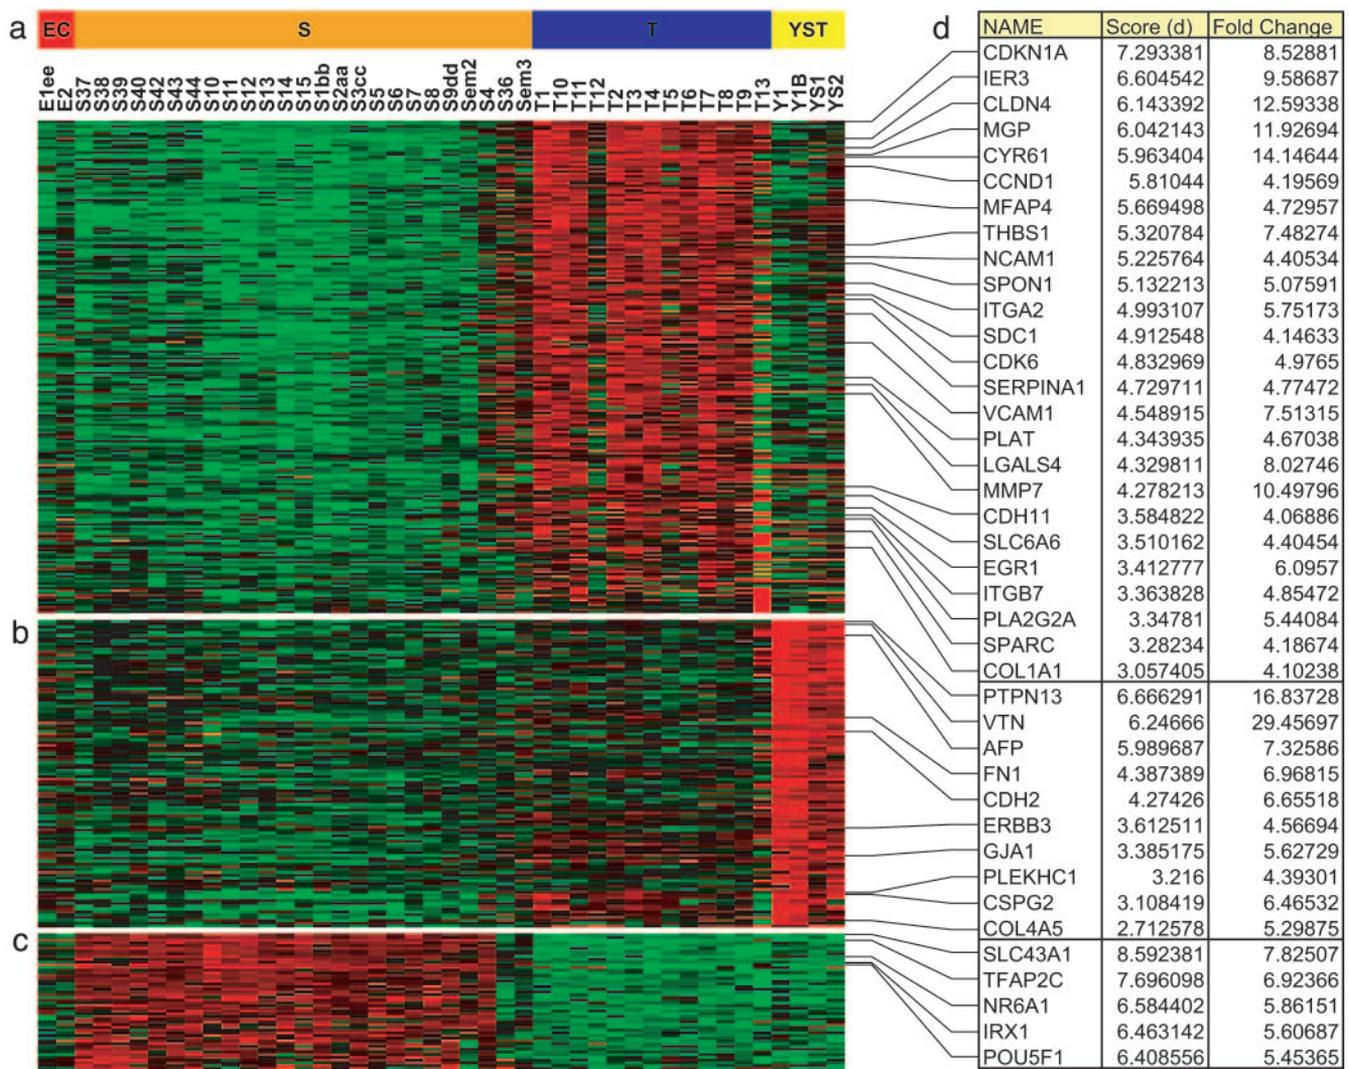 a
EC S T YST
E1ee E2 S37 S38 S39 S40 S42 S43 S44 S10 S11 S12 S13 S14 S15 S1bb S2aa S3cc S5 S6 S7 S8 S9dd Sem2 S4 S36 Sem3 T1 T10 T11 T12 T2 T3 T4 T5 T6 T7 T8 T9 T13 Y1 Y1B YS1 YS2
b
c
d
NAME Score (d) Fold Change
CDKN1A 7.293381 8.52881
IER3 6.604542 9.58687
CLDN4 6.143392 12.59338
MGP 6.042143 11.92694
CYR61 5.963404 14.14644
CCND1 5.81044 4.19569
MFAP4 5.669498 4.72957
THBS1 5.320784 7.48274
NCAM1 5.225764 4.40534
SPON1 5.132213 5.07591
ITGA2 4.993107 5.75173
SDC1 4.912548 4.14633
CDK6 4.832969 4.9765
SERPINA1 4.729711 4.77472
VCAM1 4.548915 7.51315
PLAT 4.343935 4.67038
LGALS4 4.329811 8.02746
MMP7 4.278213 10.49796
CDH11 3.584822 4.06886
SLC6A6 3.510162 4.40454
EGR1 3.412777 6.0957
ITGB7 3.363828 4.85472
PLA2G2A 3.34781 5.44084
SPARC 3.28234 4.18674
COL1A1 3.057405 4.10238
PTPN13 6.666291 16.83728
VTN 6.24666 29.45697
AFP 5.989687 7.32586
FN1 4.387389 6.96815
CDH2 4.27426 6.65518
ERBB3 3.612511 4.56694
GJA1 3.385175 5.62729
PLEKHC1 3.216 4.39301
CSPG2 3.108419 6.46532
COL4A5 2.712578 5.29875
SLC43A1 8.592381 7.82507
TFAP2C 7.696098 6.92366
NR6A1 6.584402 5.86151
IRX1 6.463142 5.60687
POU5F1 6.408556 5.45365